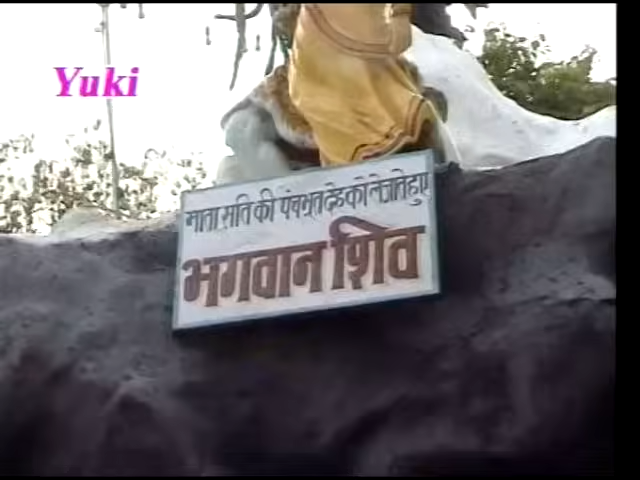 Yuki
माता सति की पंचभूत देह को ले जाते हुए
भगवान शिव